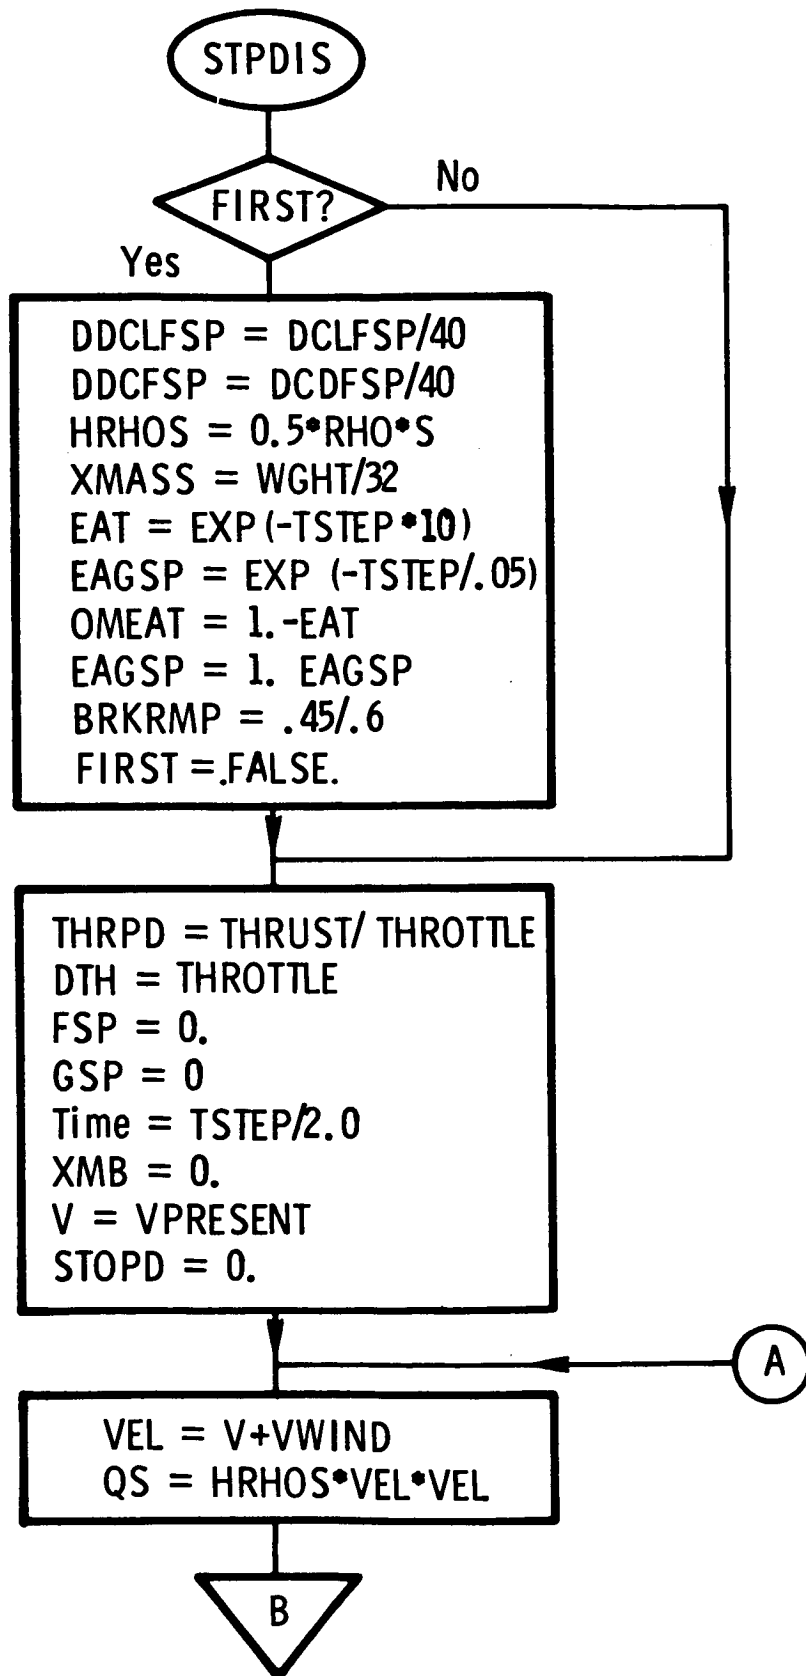 STPDIS
FIRST?
No
Yes
DDCLFSP = DCLFSP/40
DDCFSP = DCDFSP/40
HRHOS = 0.5*RHO*S
XMASS = WGHT/32
EAT = EXP(-TSTEP*10)
EAGSP = EXP (-TSTEP/.05)
OMEAT = 1.-EAT
EAGSP = 1. EAGSP
BRKRMP = .45/.6
FIRST =.FALSE.
THRPD = THRUST/ THROTTLE
DTH = THROTTLE
FSP = 0.
GSP = 0
Time = TSTEP/2.0
XMB = 0.
V = VPRESENT
STOPD = 0.
A
VEL = V+VWIND
QS = HRHOS*VEL*VEL
B